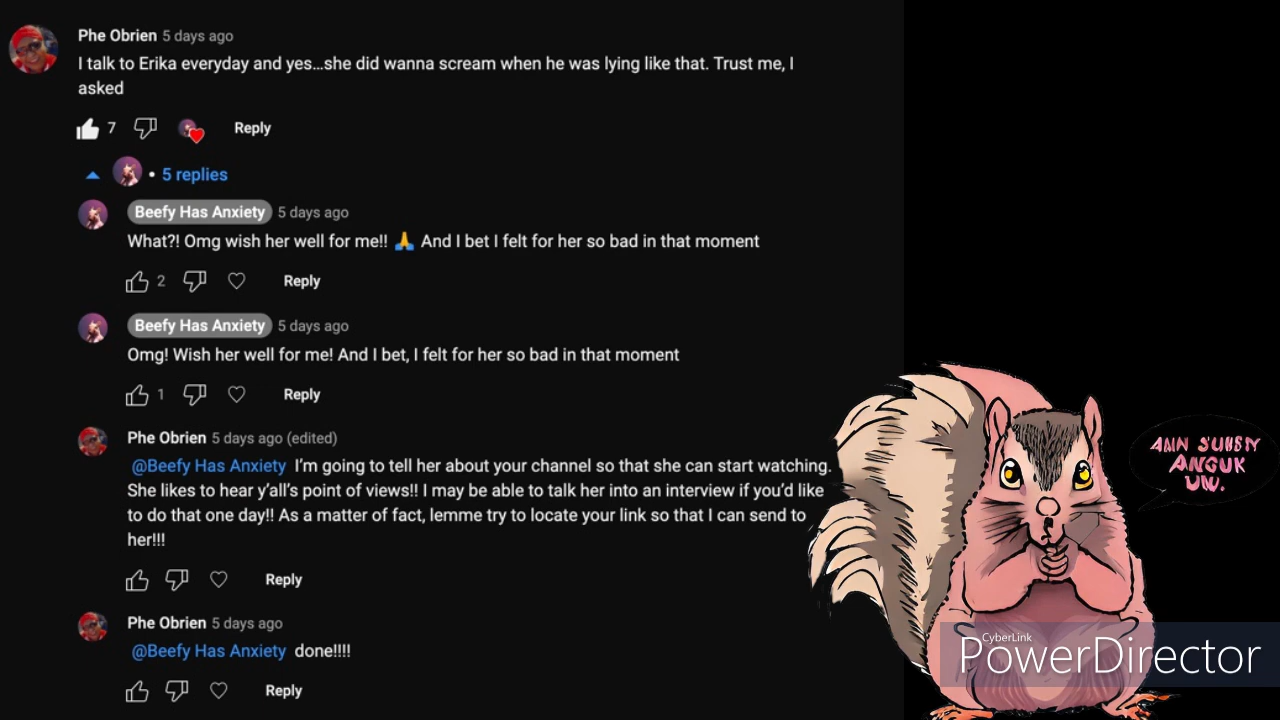 Phe Obrien 5 days ago
I talk to Erika everyday and yes...she did wanna scream when he was lying like that. Trust me, I
asked
7 Reply
• 5 replies
Beefy Has Anxiety 5 days ago
What?! Omg wish her well for me!! 🙏 And I bet I felt for her so bad in that moment
2 Reply
Beefy Has Anxiety 5 days ago
Omg! Wish her well for me! And I bet, I felt for her so bad in that moment
1 Reply
Phe Obrien 5 days ago (edited)
@Beefy Has Anxiety I'm going to tell her about your channel so that she can start watching.
She likes to hear y'all's point of views!! I may be able to talk her into an interview if you'd like
to do that one day!! As a matter of fact, lemme try to locate your link so that I can send to
her!!!
Reply
Phe Obrien 5 days ago
@Beefy Has Anxiety done!!!!
Reply
CyberLink
PowerDirector